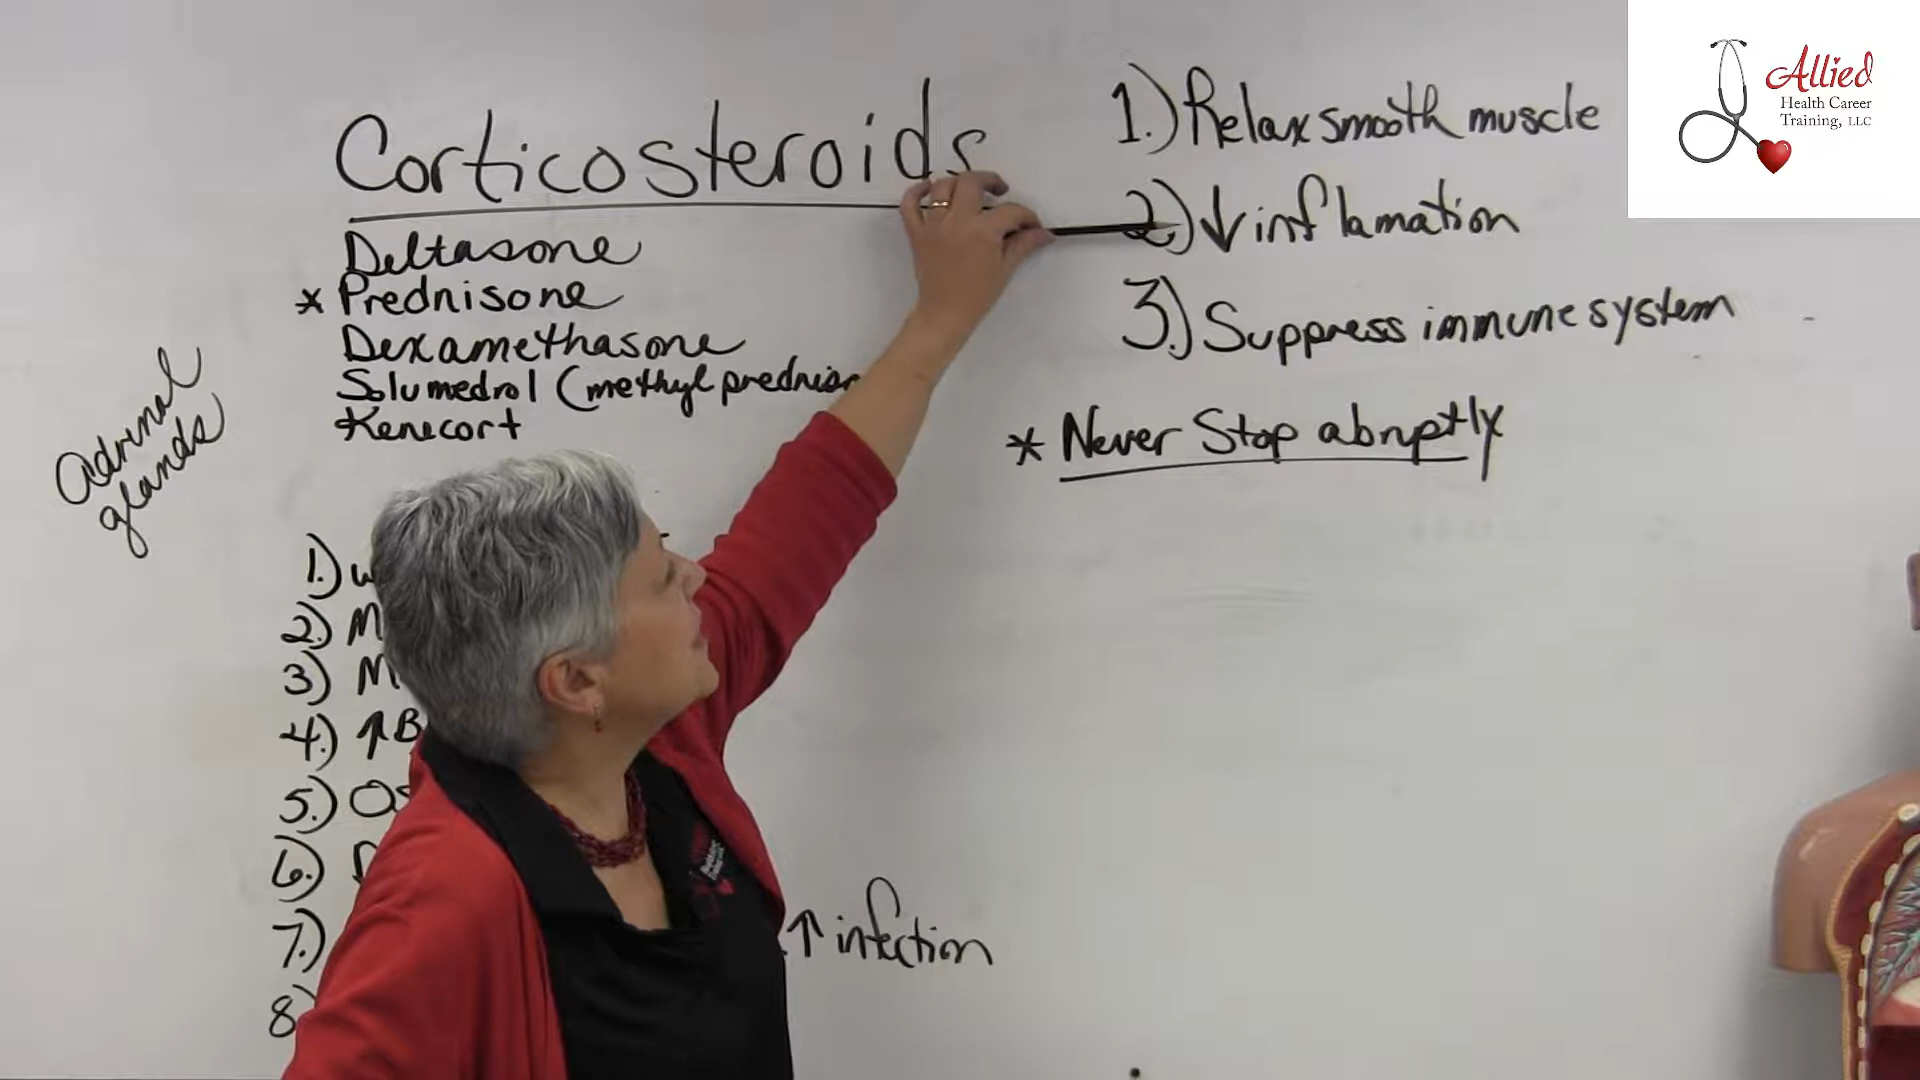 Corticosteroids
Deltasone
* Prednisone
Dexamethasone
Solumedrol (methyl
Kenecort
Adrenal
glands
1.)
2.)
3.)
4.) ↑
5.)
6.)
7.)
↑ infection
8)
1.) Relax smooth muscle
2.) ↓ inflamation
3.) Suppress immune system
* Never Stop abruptly
Allied
Health Career
Training, LLC